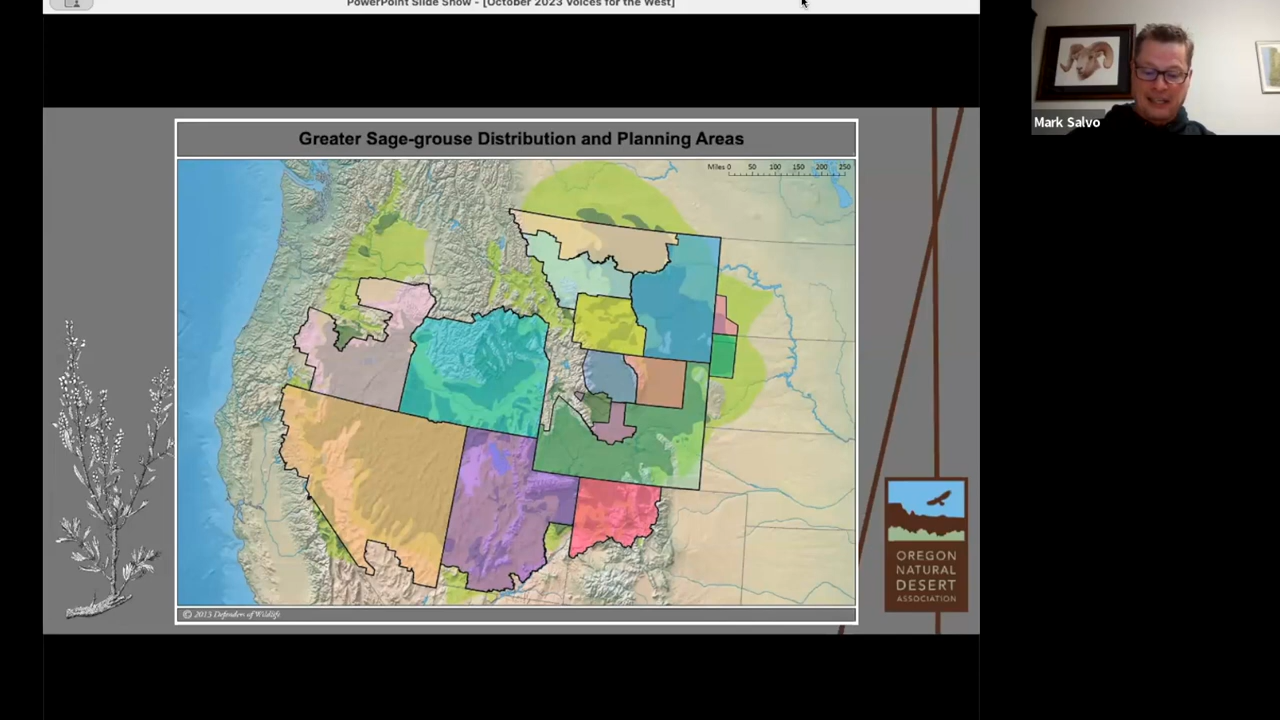 PowerPoint Slide Show - [October 2023 Voices for the West]
Mark Salvo
Greater Sage-grouse Distribution and Planning Areas
Miles 0 50 100 150 200 250
© 2013 Defenders of Wildlife
OREGON
NATURAL
DESERT
ASSOCIATION